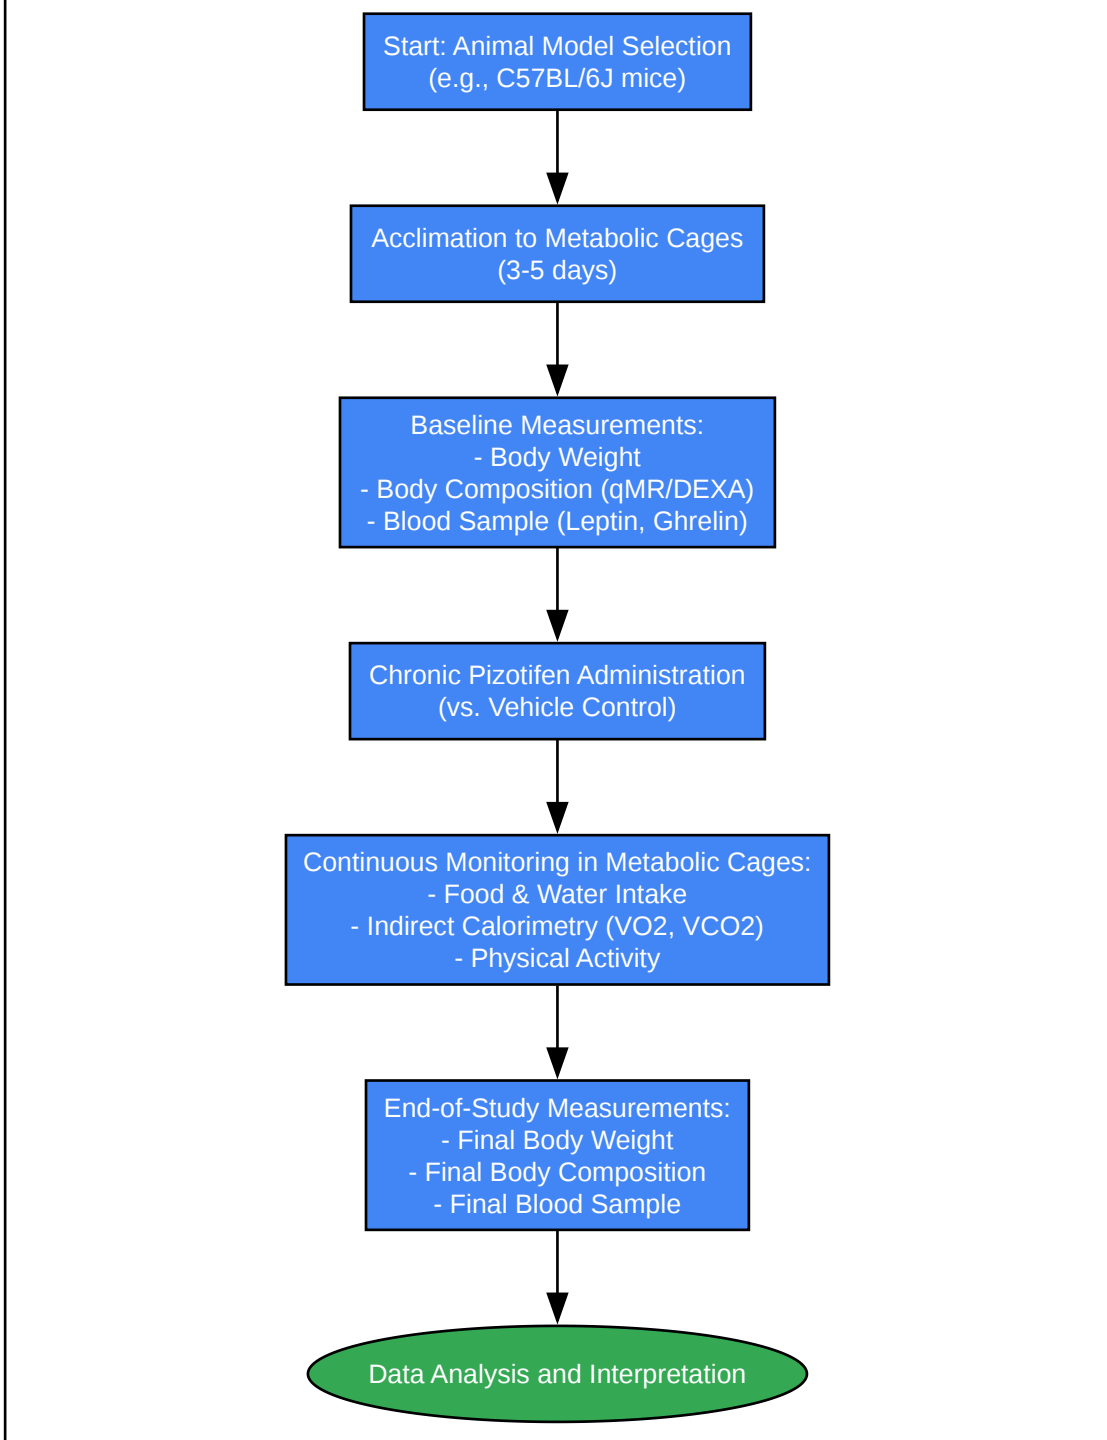 Start: Animal Model Selection
(e.g., C57BL/6J mice)
Acclimation to Metabolic Cages
(3-5 days)
Baseline Measurements:
- Body Weight
- Body Composition (qMR/DEXA)
- Blood Sample (Leptin, Ghrelin)
Chronic Pizotifen Administration
(vs. Vehicle Control)
Continuous Monitoring in Metabolic Cages:
- Food & Water Intake
- Indirect Calorimetry (VO2, VCO2)
- Physical Activity
End-of-Study Measurements:
- Final Body Weight
- Final Body Composition
- Final Blood Sample
Data Analysis and Interpretation